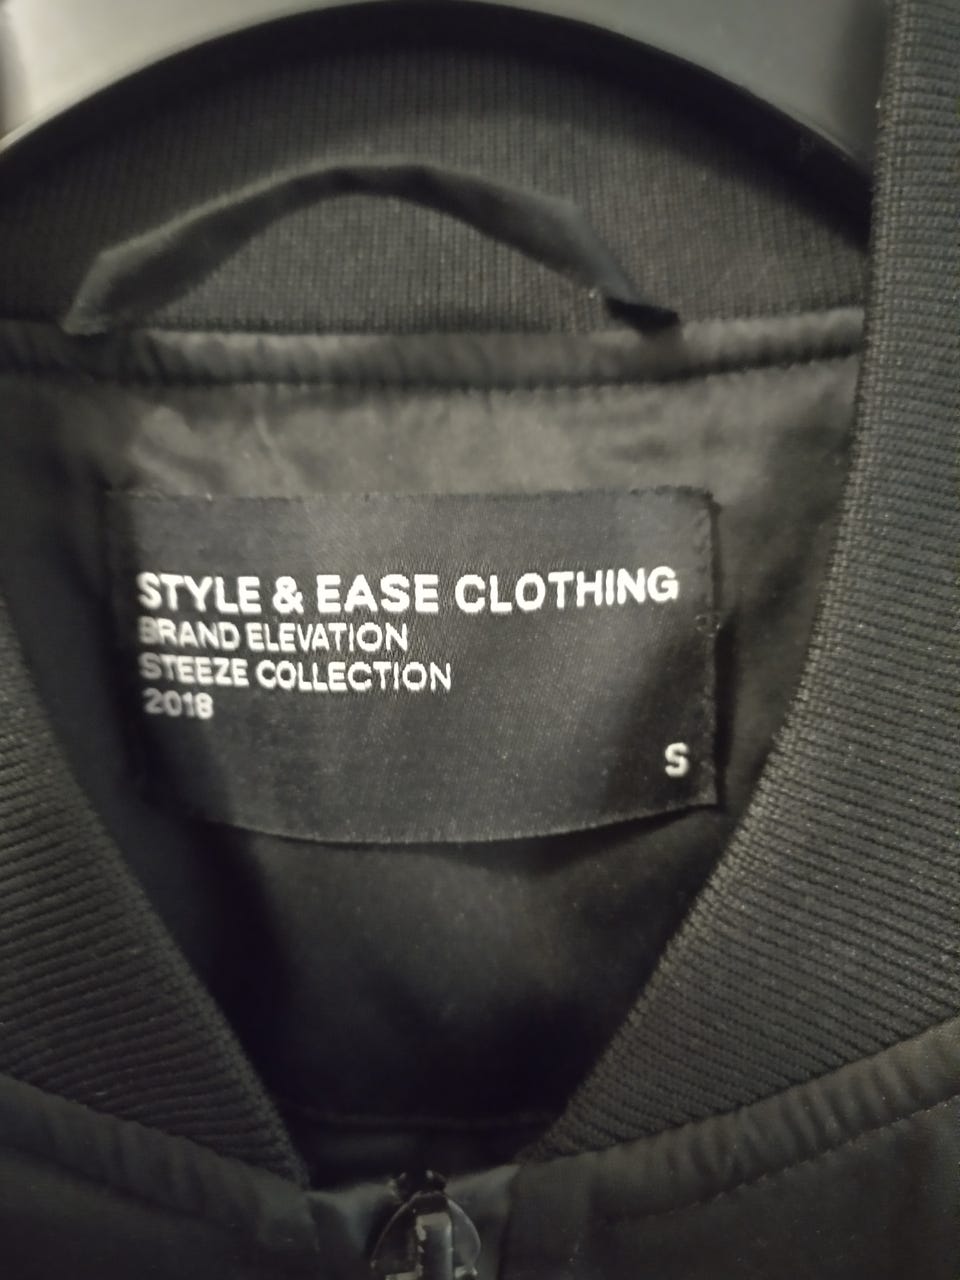 STYLE & EASE CLOTHING
BRAND ELEVATION
STEEZE COLLECTION
2018
S